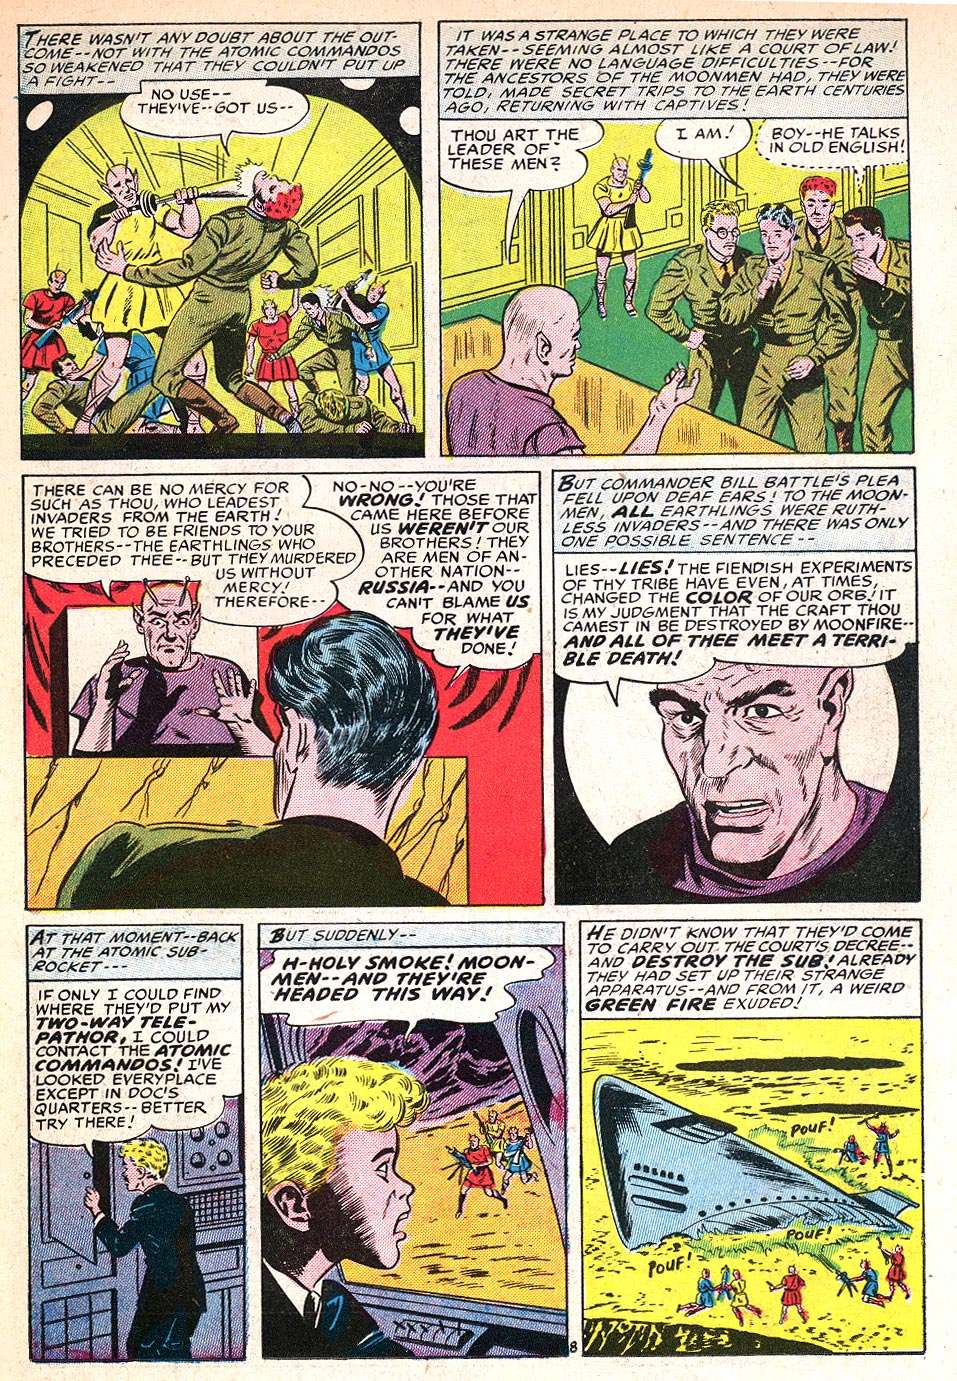 THERE WASN'T ANY DOUBT ABOUT THE OUT-
COME--NOT WITH THE ATOMIC COMMANDOS
SO WEAKENED THAT THEY COULDN'T PUT UP
A FIGHT--
NO USE--
THEY'VE--GOT US--
IT WAS A STRANGE PLACE TO WHICH THEY WERE
TAKEN--SEEMING ALMOST LIKE A COURT OF LAW!
THERE WERE NO LANGUAGE DIFFICULTIES--FOR
THE ANCESTORS OF THE MOONMEN HAD, THEY WERE
TOLD, MADE SECRET TRIPS TO THE EARTH CENTURIES
AGO, RETURNING WITH CAPTIVES!
THOU ART THE
LEADER OF
THESE MEN?
I AM!
BOY--HE TALKS
IN OLD ENGLISH!
THERE CAN BE NO MERCY FOR
SUCH AS THOU, WHO LEADEST
INVADERS FROM THE EARTH!
WE TRIED TO BE FRIENDS TO YOUR
BROTHERS--THE EARTHLINGS WHO
PRECEDED THEE--BUT THEY MURDERED
US WITHOUT
MERCY!
THEREFORE--
NO-NO--YOU'RE
WRONG! THOSE THAT
CAME HERE BEFORE
US WEREN'T OUR
BROTHERS! THEY
ARE MEN OF AN-
OTHER NATION--
RUSSIA--AND YOU
CAN'T BLAME US
FOR WHAT
THEY'VE
DONE!
BUT COMMANDER BILL BATTLE'S PLEA
FELL UPON DEAF EARS! TO THE MOON-
MEN, ALL EARTHLINGS WERE RUTH-
LESS INVADERS--AND THERE WAS ONLY
ONE POSSIBLE SENTENCE--
LIES--LIES! THE FIENDISH EXPERIMENTS
OF THY TRIBE HAVE EVEN, AT TIMES,
CHANGED THE COLOR OF OUR ORB! IT
IS MY JUDGMENT THAT THE CRAFT THOU
CAMEST IN BE DESTROYED BY MOONFIRE--
AND ALL OF THEE MEET A TERRI-
BLE DEATH!
AT THAT MOMENT--BACK
AT THE ATOMIC SUB-
ROCKET---
IF ONLY I COULD FIND
WHERE THEY'D PUT MY
TWO-WAY TELE-
PATHOR, I COULD
CONTACT THE ATOMIC
COMMANDOS! I'VE
LOOKED EVERYPLACE
EXCEPT IN DOC'S
QUARTERS--BETTER
TRY THERE!
BUT SUDDENLY--
H-HOLY SMOKE! MOON-
MEN--AND THEY'RE
HEADED THIS WAY!
HE DIDN'T KNOW THAT THEY'D COME
TO CARRY OUT THE COURT'S DECREE--
AND DESTROY THE SUB! ALREADY
THEY HAD SET UP THEIR STRANGE
APPARATUS--AND FROM IT, A WEIRD
GREEN FIRE EXUDED!
POUF!
POUF!
POUF!
8